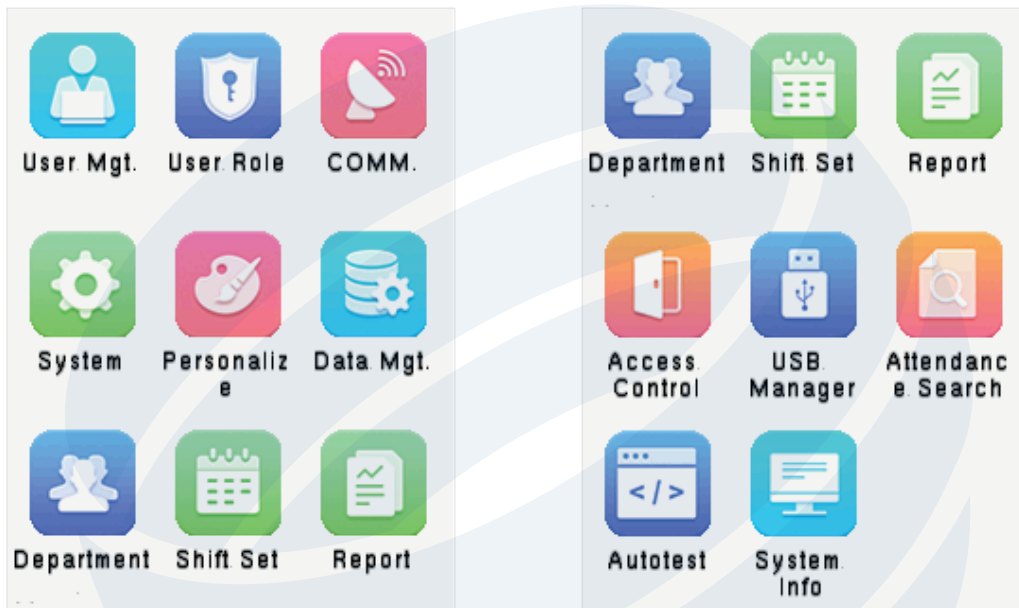 User Mgt.
User Role
COMM.
System
Personaliz
e
Data Mgt.
Department
Shift Set
Report
Department
Shift Set
Report
Access
Control
USB
Manager
Attendanc
e Search
</>
Autotest
System
Info